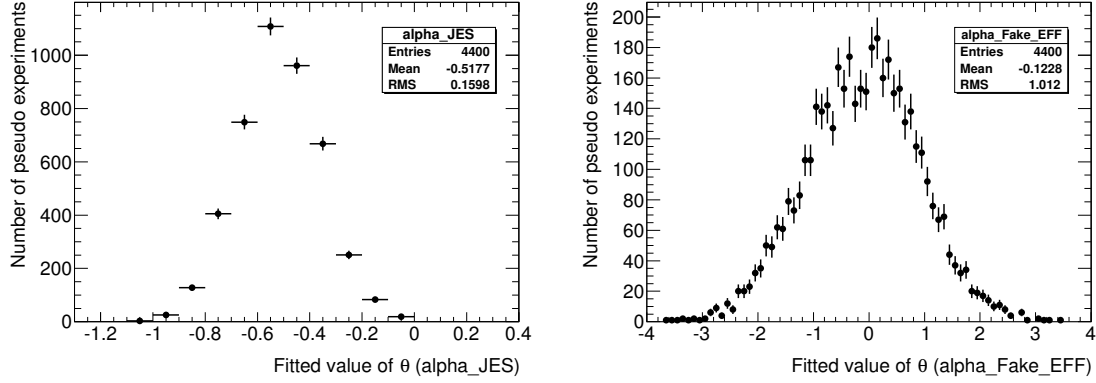 Number of pseudo experiments
1000
800
600
400
200
0
alpha_JES
Entries 4400
Mean -0.5177
RMS 0.1598
-1.2 -1 -0.8 -0.6 -0.4 -0.2 0 0.2 0.4
Fitted value of θ (alpha_JES)
Number of pseudo experiments
200
180
160
140
120
100
80
60
40
20
0
alpha_Fake_EFF
Entries 4400
Mean -0.1228
RMS 1.012
-4 -3 -2 -1 0 1 2 3 4
Fitted value of θ (alpha_Fake_EFF)